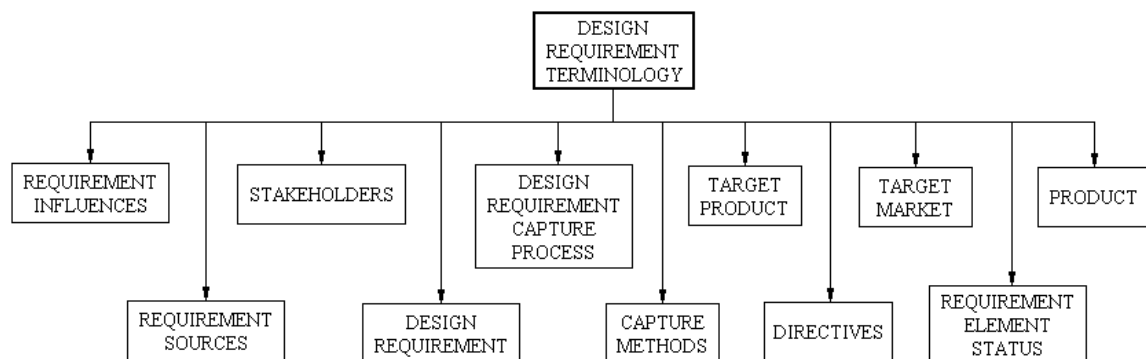 DESIGN
REQUIREMENT
TERMINOLOGY
REQUIREMENT
INFLUENCES
STAKEHOLDERS
DESIGN
REQUIREMENT
CAPTURE
PROCESS
TARGET
PRODUCT
TARGET
MARKET
PRODUCT
REQUIREMENT
SOURCES
DESIGN
REQUIREMENT
CAPTURE
METHODS
DIRECTIVES
REQUIREMENT
ELEMENT
STATUS